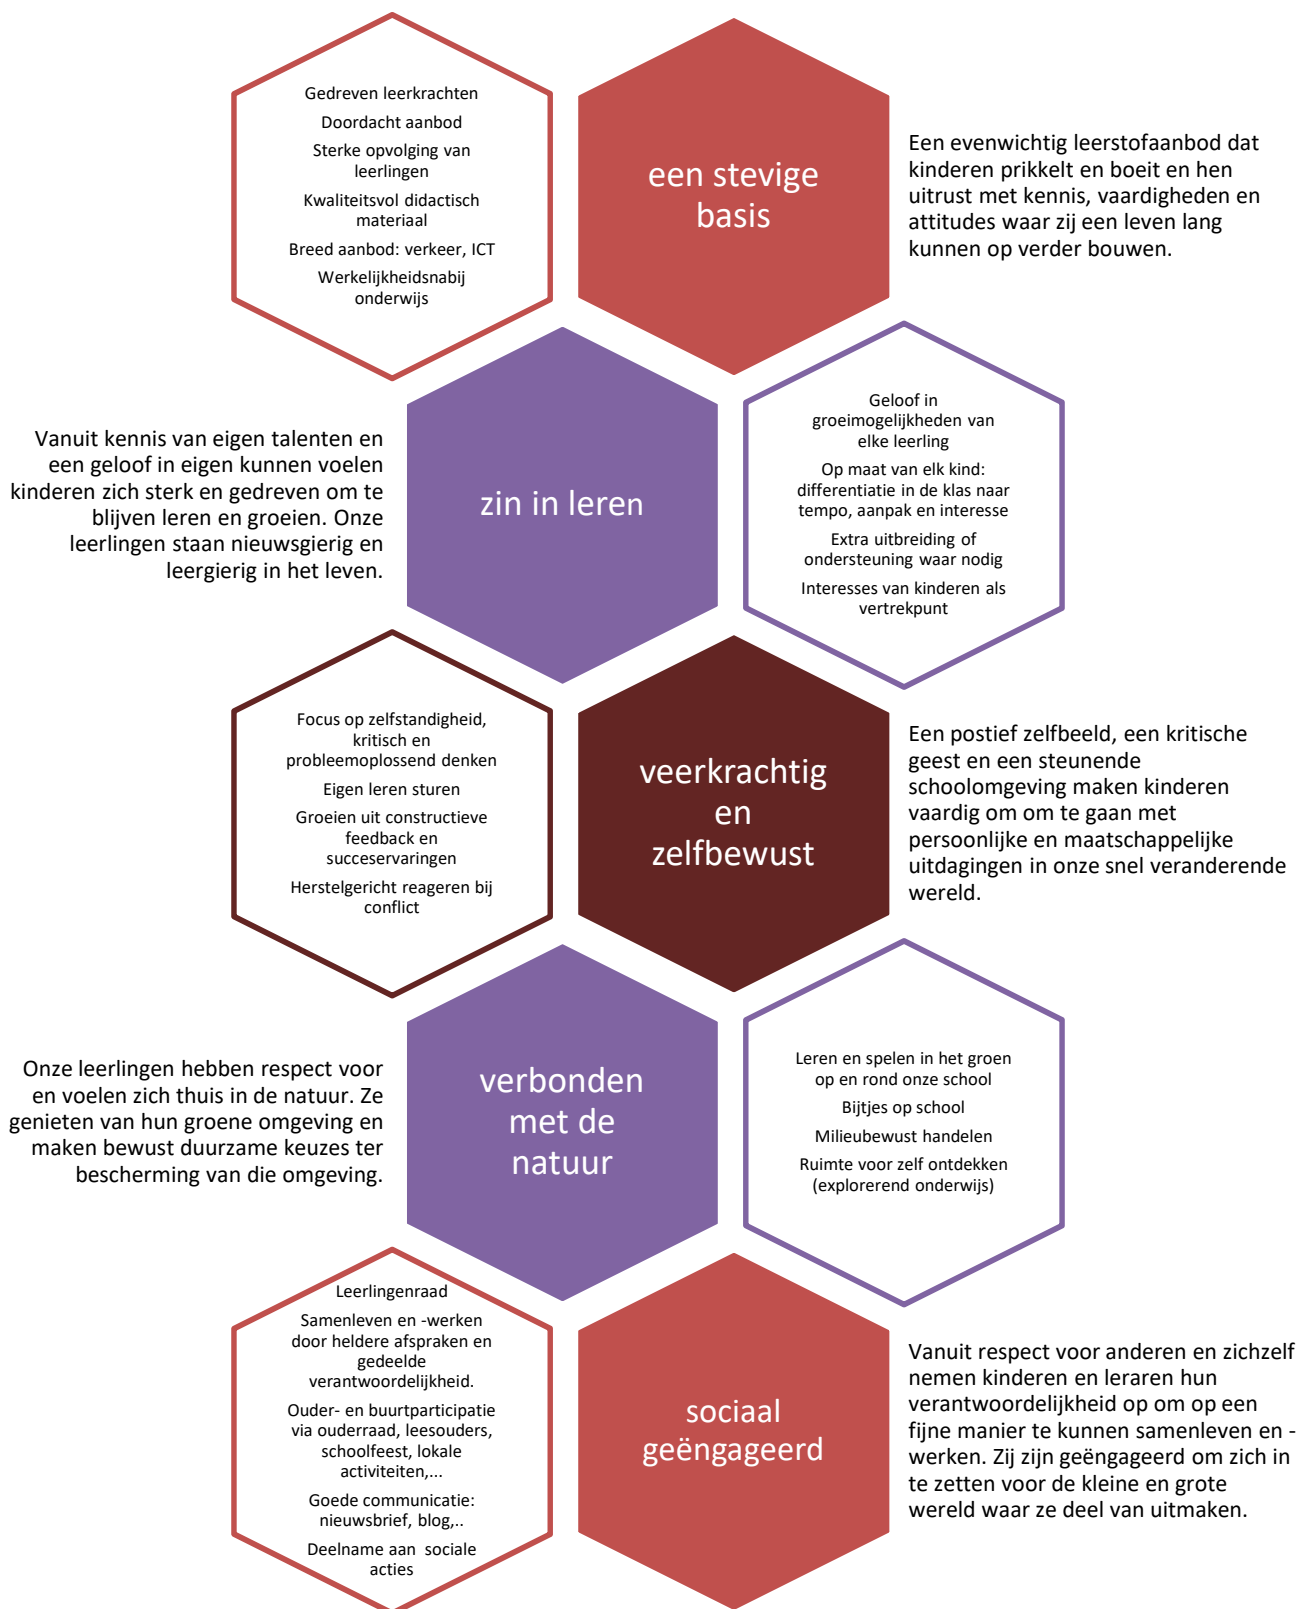 Gedreven leerkrachten
Doordacht aanbod
Sterke opvolging van
leerlingen
Kwaliteitsvol didactisch
materiaal
Breed aanbod: verkeer, ICT
Werkelijkheidsnabij
onderwijs
een stevige
basis
Een evenwichtig leerstofaanbod dat
kinderen prikkelt en boeit en hen
uitrust met kennis, vaardigheden en
attitudes waar zij een leven lang
kunnen op verder bouwen.
Vanuit kennis van eigen talenten en
een geloof in eigen kunnen voelen
kinderen zich sterk en gedreven om te
blijven leren en groeien. Onze
leerlingen staan nieuwsgierig en
leergierig in het leven.
zin in leren
Geloof in
groeimogelijkheden van
elke leerling
Op maat van elk kind:
differentiatie in de klas naar
tempo, aanpak en interesse
Extra uitbreiding of
ondersteuning waar nodig
Interesses van kinderen als
vertrekpunt
Focus op zelfstandigheid,
kritisch en
probleemoplossend denken
Eigen leren sturen
Groeien uit constructieve
feedback en
succeservaringen
Herstelgericht reageren bij
conflict
veerkrachtig
en
zelfbewust
Een postief zelfbeeld, een kritische
geest en een steunende
schoolomgeving maken kinderen
vaardig om om te gaan met
persoonlijke en maatschappelijke
uitdagingen in onze snel veranderende
wereld.
Onze leerlingen hebben respect voor
en voelen zich thuis in de natuur. Ze
genieten van hun groene omgeving en
maken bewust duurzame keuzes ter
bescherming van die omgeving.
verbonden
met de
natuur
Leren en spelen in het groen
op en rond onze school
Bijtjes op school
Milieubewust handelen
Ruimte voor zelf ontdekken
(explorerend onderwijs)
Leerlingenraad
Samenleven en -werken
door heldere afspraken en
gedeelde
verantwoordelijkheid.
Ouder- en buurtparticipatie
via ouderraad, leesouders,
schoolfeest, lokale
activiteiten,...
Goede communicatie:
nieuwsbrief, blog,..
Deelname aan  sociale
acties
sociaal
geëngageerd
Vanuit respect voor anderen en zichzelf
nemen kinderen en leraren hun
verantwoordelijkheid op om op een
fijne manier te kunnen samenleven en -
werken. Zij zijn geëngageerd om zich in
te zetten voor de kleine en grote
wereld waar ze deel van uitmaken.